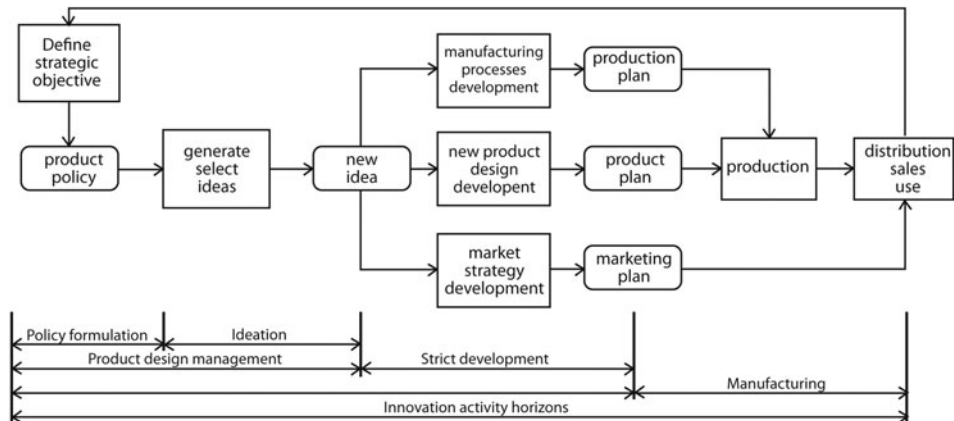 Define
strategic
objective
product
policy
generate
select
ideas
new
idea
manufacturing
processes
development
production
plan
new product
design
developent
product
plan
market
strategy
development
marketing
plan
production
distribution
sales
use
Policy formulation
Ideation
Product design management
Strict development
Manufacturing
Innovation activity horizons